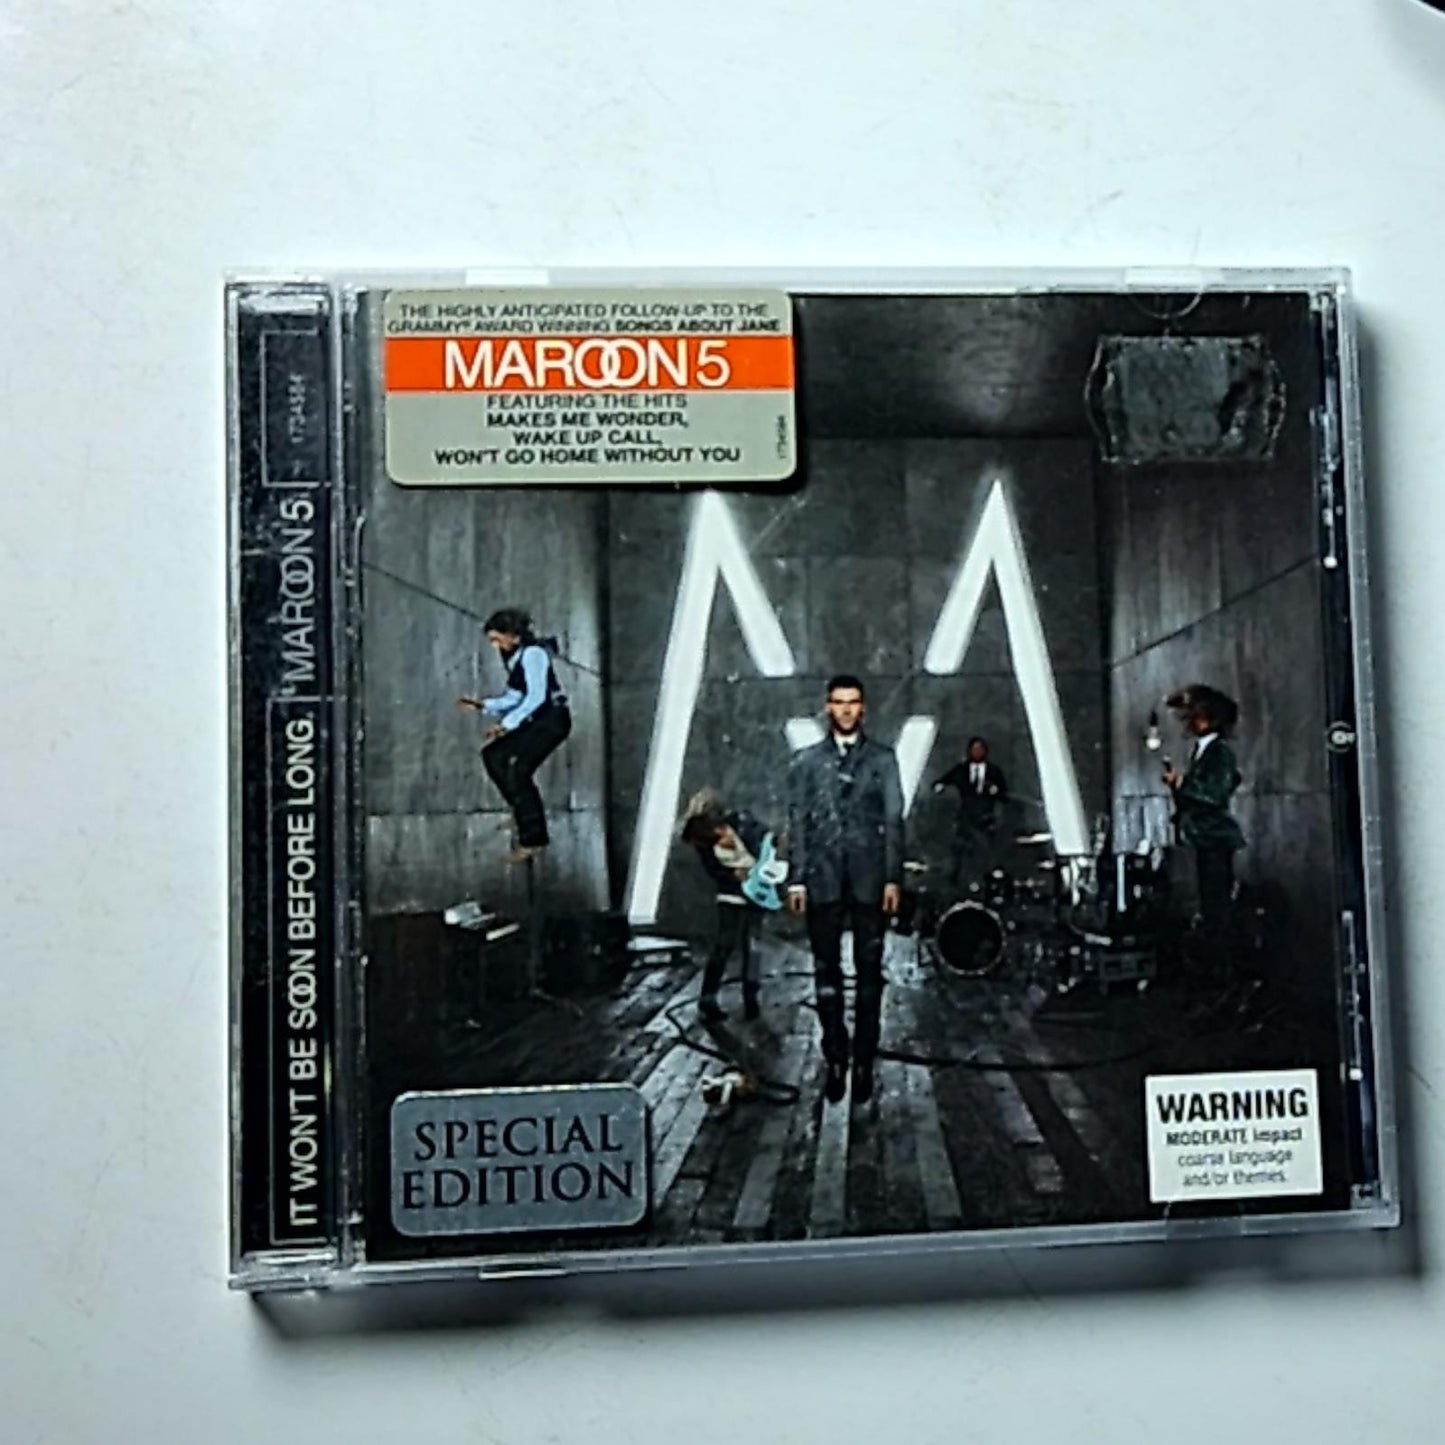 THE HIGHLY ANTICIPATED FOLLOW-UP TO THE
GRAMMY® AWARD WINNING SONGS ABOUT JANE
MAROON5
FEATURING THE HITS
MAKES ME WONDER,
WAKE UP CALL,
WON'T GO HOME WITHOUT YOU
SPECIAL
EDITION
WARNING
MODERATE impact
coarse language
and/or themes.
IT WON'T BE SOON BEFORE LONG. MAROON 5